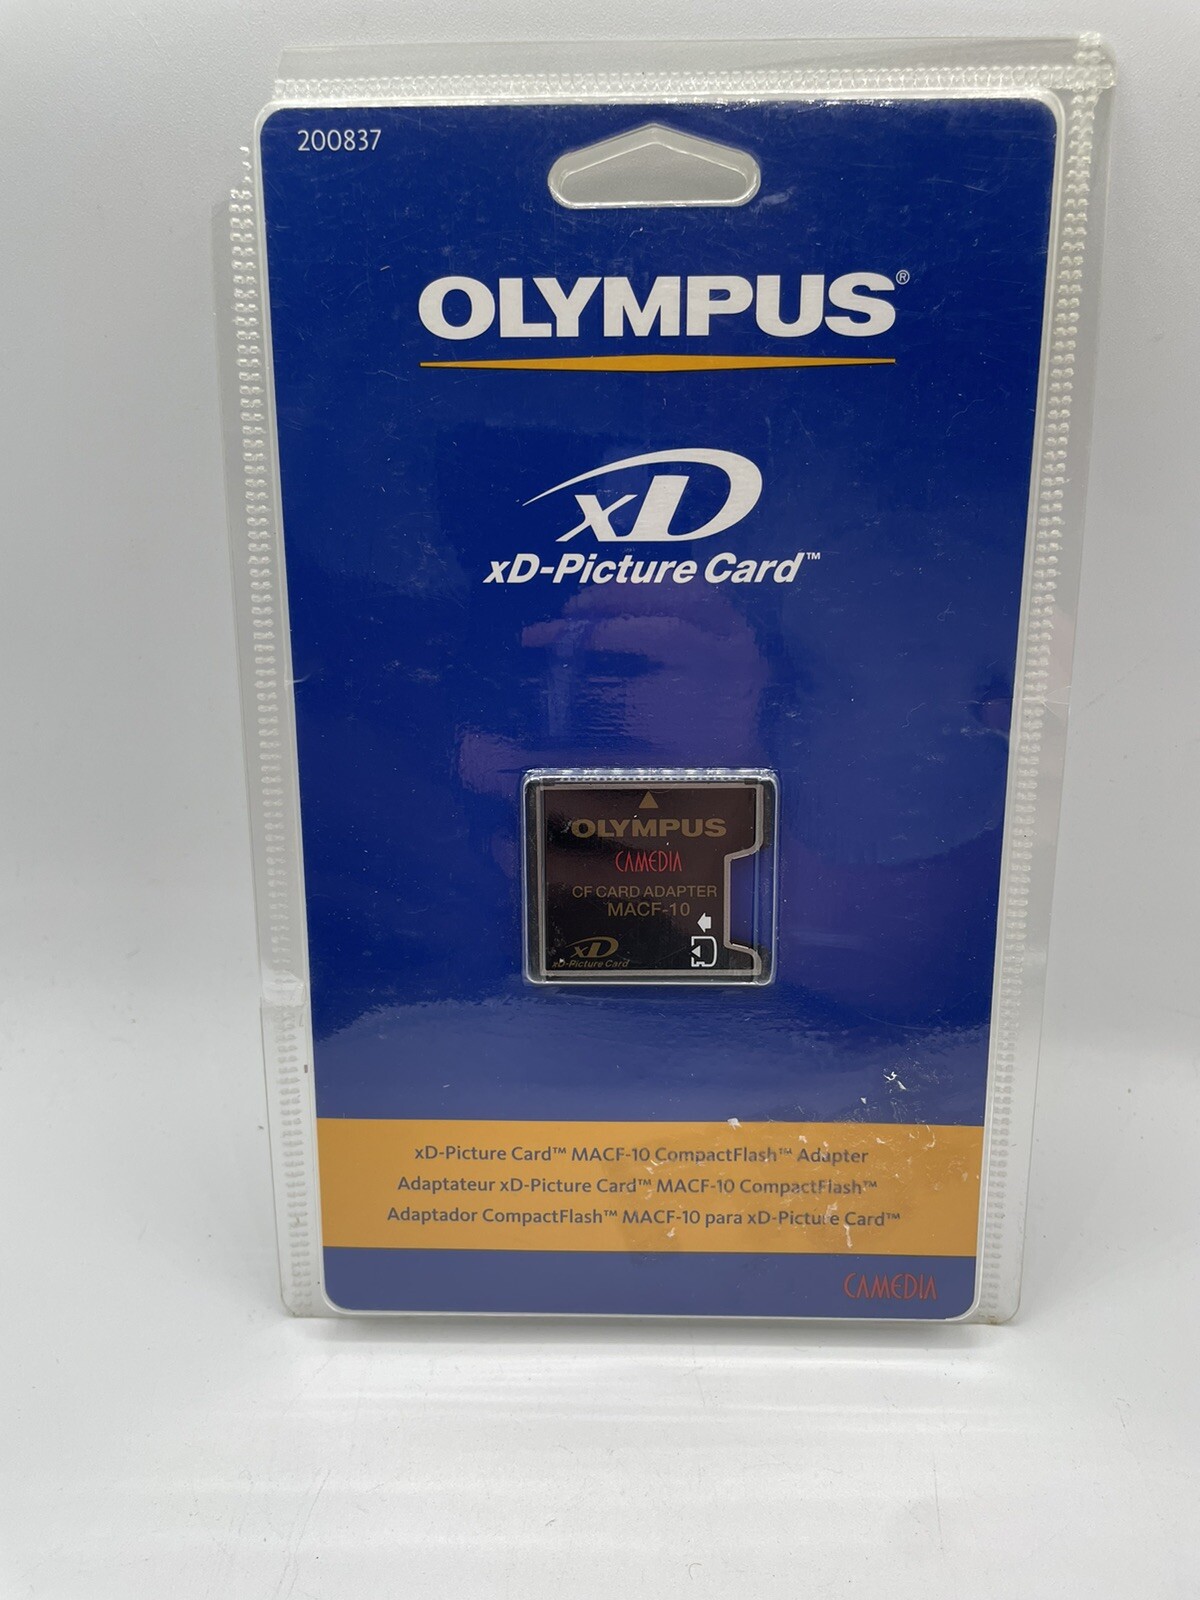 200837
OLYMPUS®
xD
xD-Picture Card™
OLYMPUS
CAMEDIA
CF CARD ADAPTER
MACF-10
xD
xD-Picture Card
xD-Picture Card™ MACF-10 CompactFlash™ Adapter
Adaptateur xD-Picture Card™ MACF-10 CompactFlash™
Adaptador CompactFlash™ MACF-10 para xD-Picture Card™
CAMEDIA